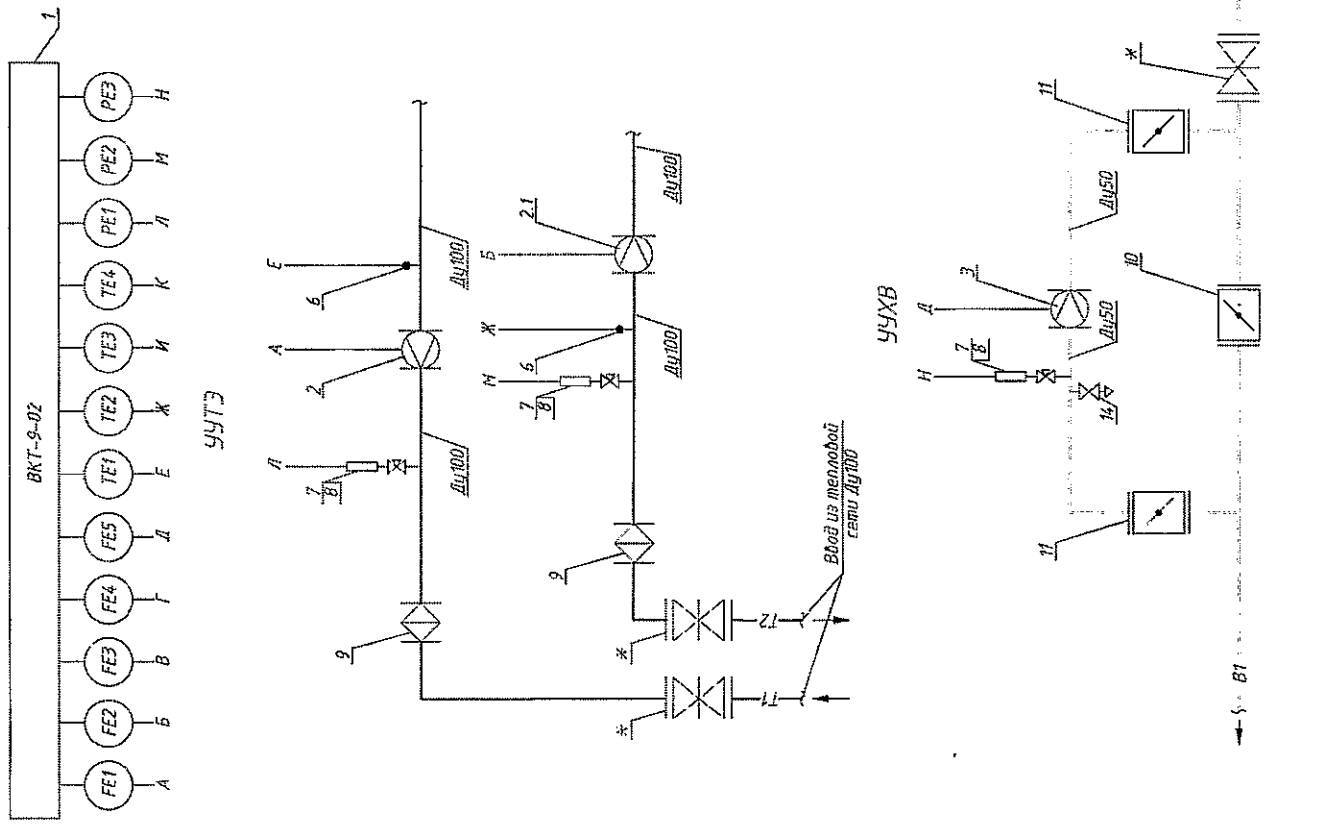 1
ВКТ-9-02
FE1
FE2
FE3
FE4
FE5
TE1
TE2
TE3
TE4
PE1
PE2
PE3
А
Б
В
Г
Д
Е
Ж
И
К
Л
М
Н
УУТЭ
Л
7
8
А
2
Е
6
Ду100
Ду100
9
М
7
8
Ж
6
Б
2.1
Ду100
Ду100
9
*
*
Т1
Т2
Ввод из тепловой
сети Ду100
УУХВ
Н
7
8
Д
3
Ду50
Ду50
14
11
11
10
*
В1